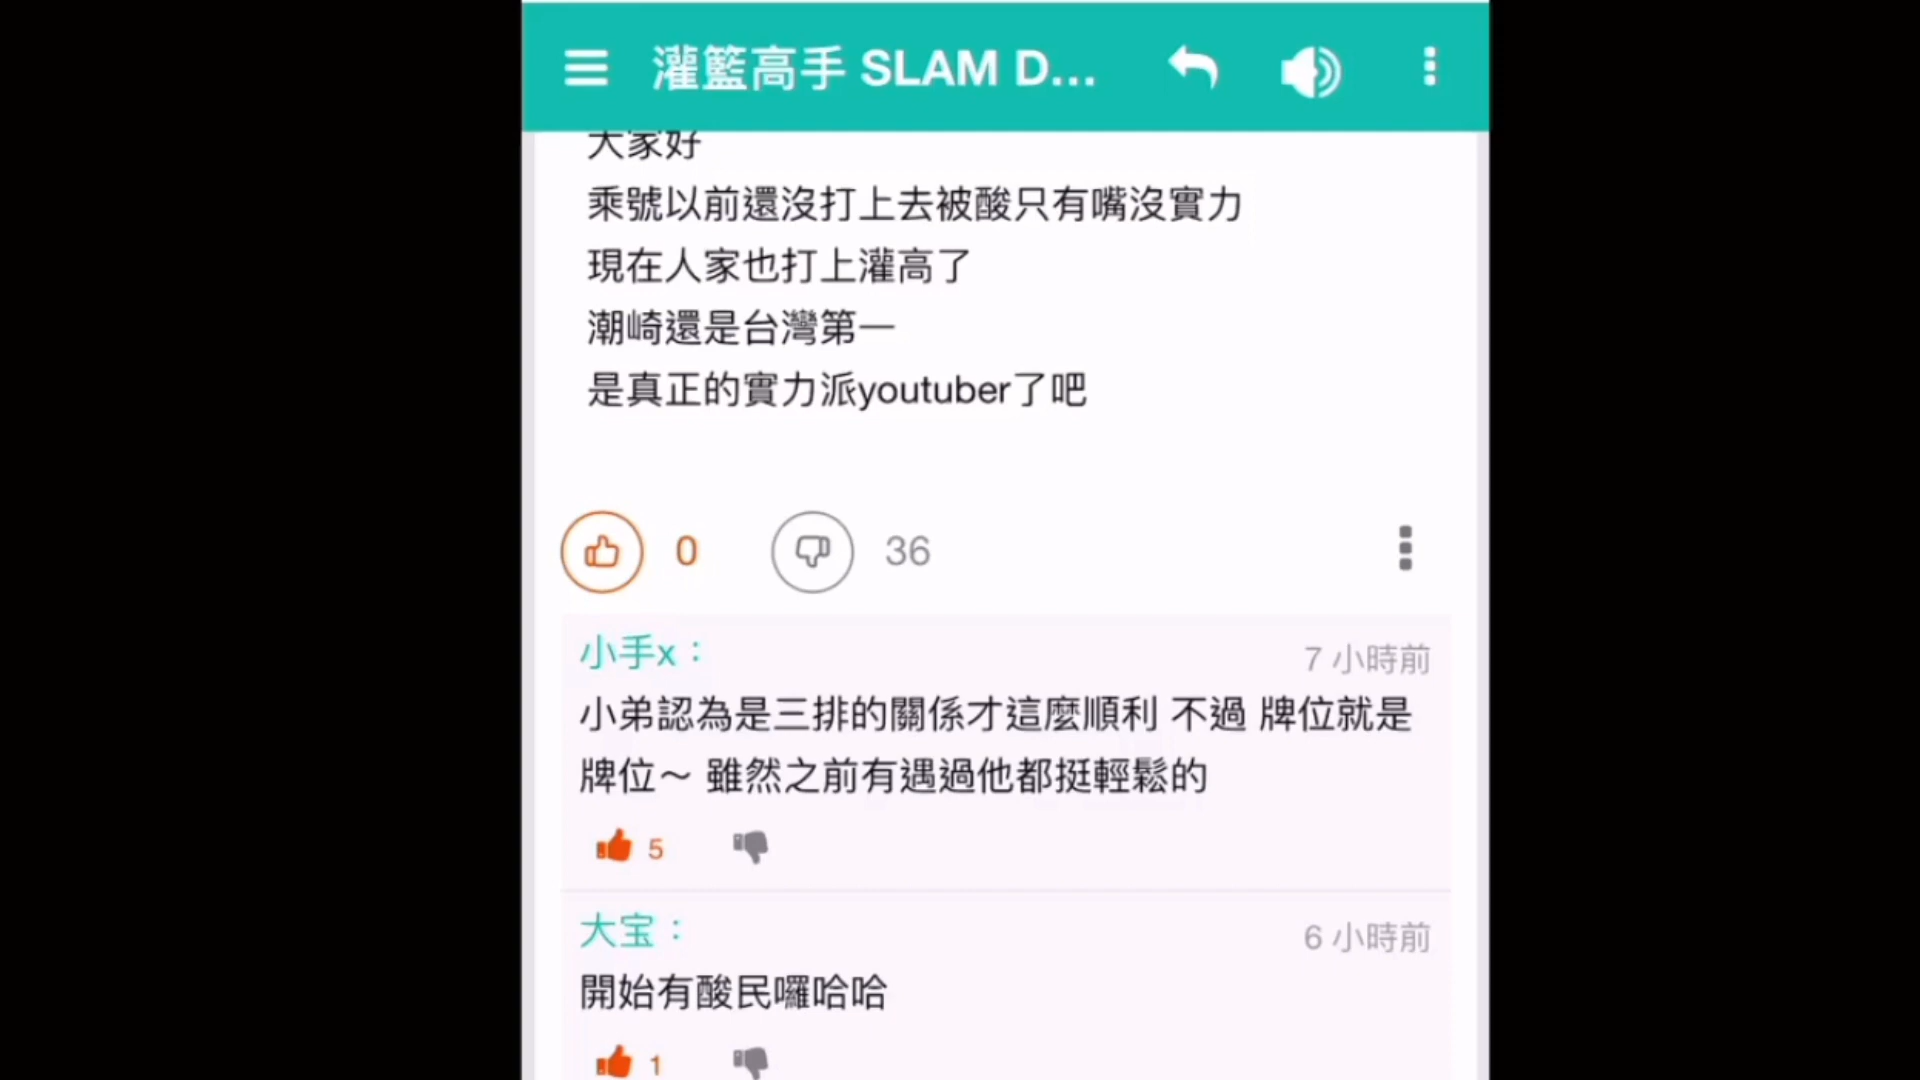 灌籃高手 SLAM D...
大家好
乘號以前還沒打上去被酸只有嘴沒實力
現在人家也打上灌高了
潮崎還是台灣第一
是真正的實力派youtuber了吧
0
36
小手x：
7 小時前
小弟認為是三排的關係才這麼順利 不過 牌位就是
牌位～ 雖然之前有遇過他都挺輕鬆的
5
大宝：
6 小時前
開始有酸民囉哈哈
1